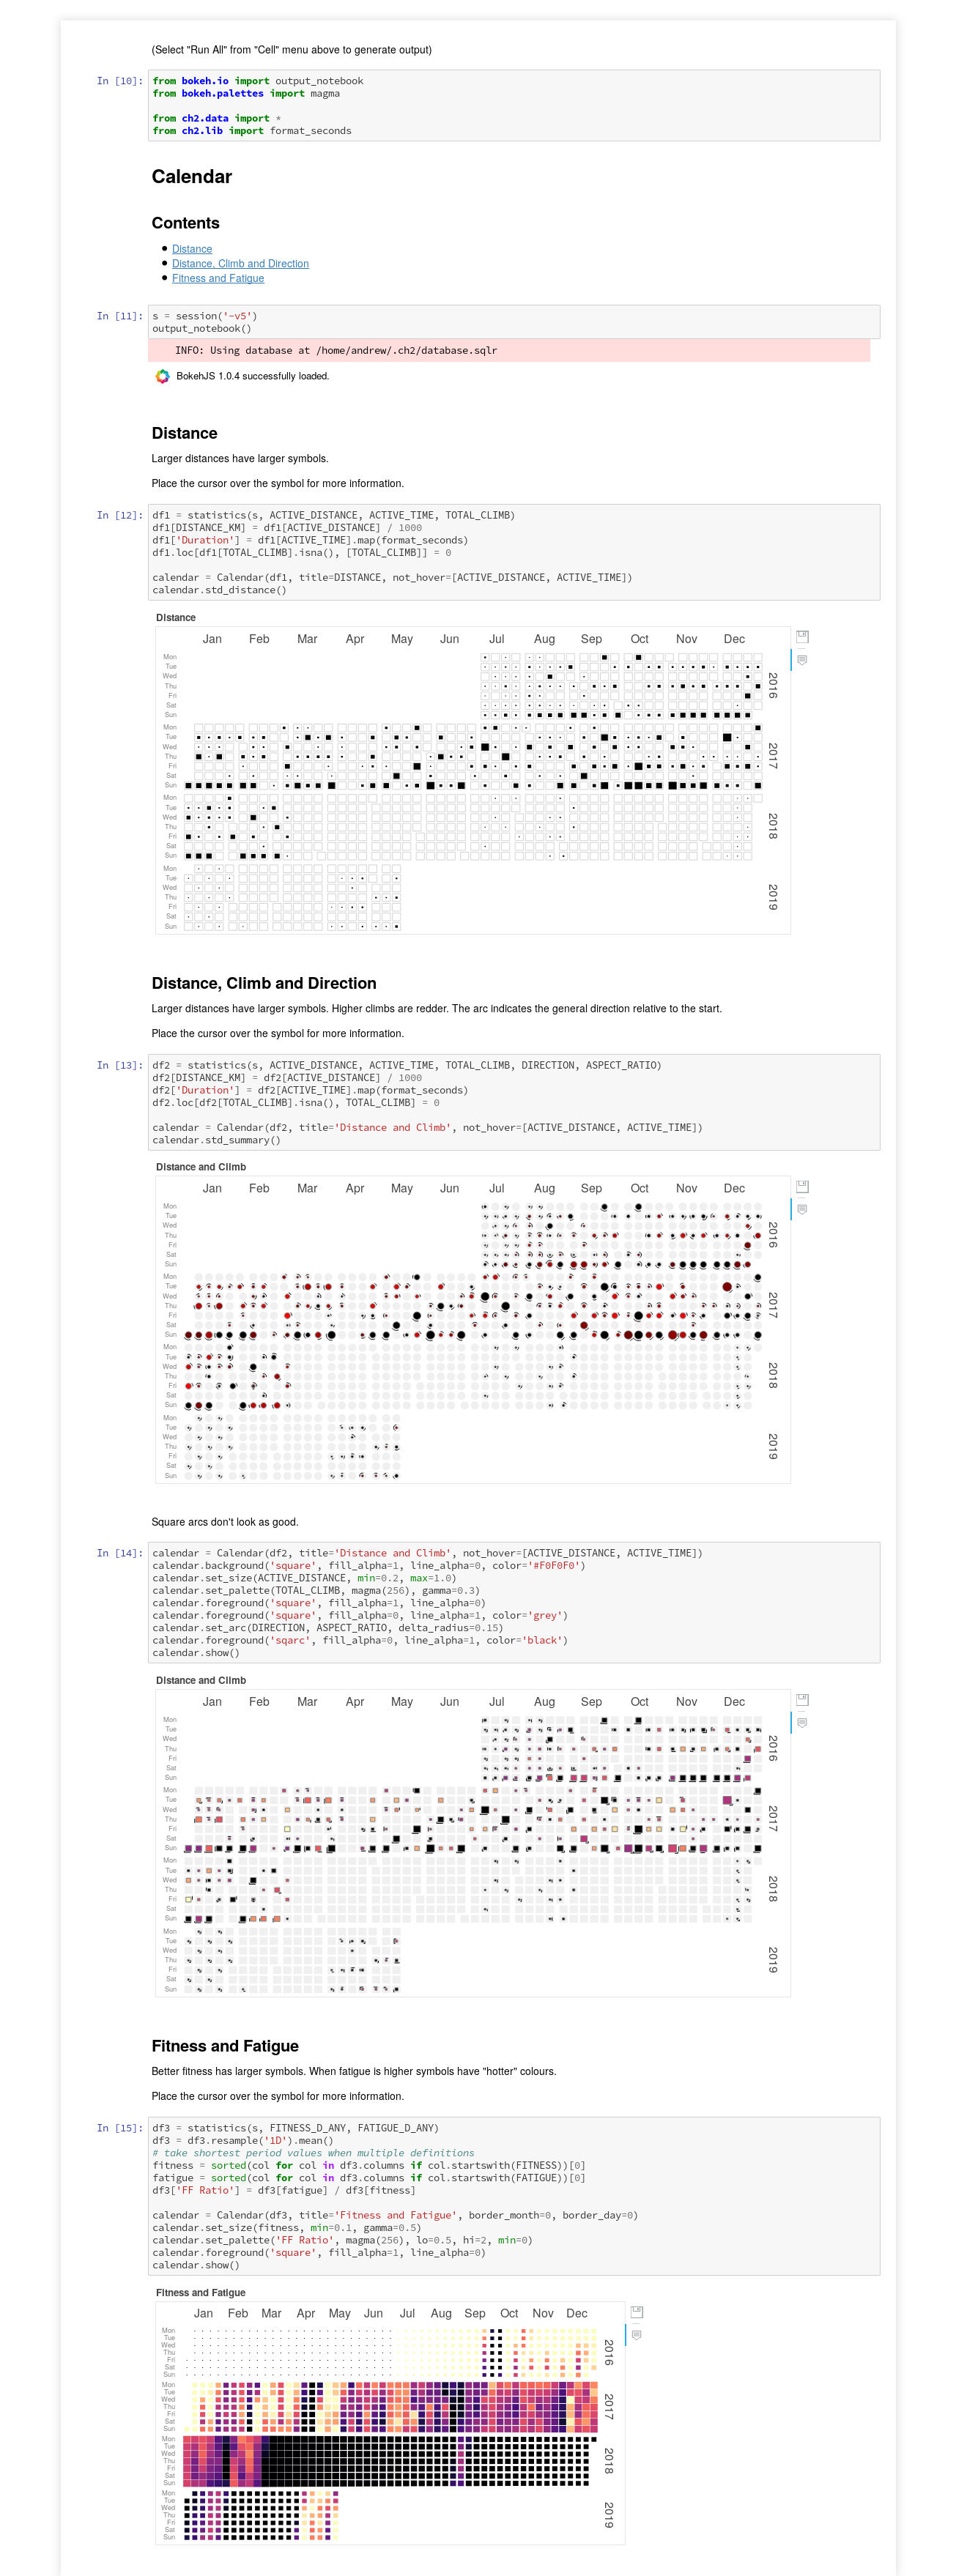 (Select "Run All" from "Cell" menu above to generate output)
In [10]:
from bokeh.io import output_notebook
from bokeh.palettes import magma
from ch2.data import *
from ch2.lib import format_seconds
Calendar
Contents
Distance
Distance, Climb and Direction
Fitness and Fatigue
In [11]:
s = session('-v5')
output_notebook()
INFO: Using database at /home/andrew/.ch2/database.sqlr
BokehJS 1.0.4 successfully loaded.
Distance
Larger distances have larger symbols.
Place the cursor over the symbol for more information.
In [12]:
df1 = statistics(s, ACTIVE_DISTANCE, ACTIVE_TIME, TOTAL_CLIMB)
df1[DISTANCE_KM] = df1[ACTIVE_DISTANCE] / 1000
df1['Duration'] = df1[ACTIVE_TIME].map(format_seconds)
df1.loc[df1[TOTAL_CLIMB].isna(), [TOTAL_CLIMB]] = 0
calendar = Calendar(df1, title=DISTANCE, not_hover=[ACTIVE_DISTANCE, ACTIVE_TIME])
calendar.std_distance()
Distance
Jan Feb Mar Apr May Jun Jul Aug Sep Oct Nov Dec
Mon
Tue
Wed
Thu
Fri
Sat
Sun
2016
Mon
Tue
Wed
Thu
Fri
Sat
Sun
2017
Mon
Tue
Wed
Thu
Fri
Sat
Sun
2018
Mon
Tue
Wed
Thu
Fri
Sat
Sun
2019
Distance, Climb and Direction
Larger distances have larger symbols. Higher climbs are redder. The arc indicates the general direction relative to the start.
Place the cursor over the symbol for more information.
In [13]:
df2 = statistics(s, ACTIVE_DISTANCE, ACTIVE_TIME, TOTAL_CLIMB, DIRECTION, ASPECT_RATIO)
df2[DISTANCE_KM] = df2[ACTIVE_DISTANCE] / 1000
df2['Duration'] = df2[ACTIVE_TIME].map(format_seconds)
df2.loc[df2[TOTAL_CLIMB].isna(), TOTAL_CLIMB] = 0
calendar = Calendar(df2, title='Distance and Climb', not_hover=[ACTIVE_DISTANCE, ACTIVE_TIME])
calendar.std_summary()
Distance and Climb
Jan Feb Mar Apr May Jun Jul Aug Sep Oct Nov Dec
Mon
Tue
Wed
Thu
Fri
Sat
Sun
2016
Mon
Tue
Wed
Thu
Fri
Sat
Sun
2017
Mon
Tue
Wed
Thu
Fri
Sat
Sun
2018
Mon
Tue
Wed
Thu
Fri
Sat
Sun
2019
Square arcs don't look as good.
In [14]:
calendar = Calendar(df2, title='Distance and Climb', not_hover=[ACTIVE_DISTANCE, ACTIVE_TIME])
calendar.background('square', fill_alpha=1, line_alpha=0, color='#F0F0F0')
calendar.set_size(ACTIVE_DISTANCE, min=0.2, max=1.0)
calendar.set_palette(TOTAL_CLIMB, magma(256), gamma=0.3)
calendar.foreground('square', fill_alpha=1, line_alpha=0)
calendar.foreground('square', fill_alpha=0, line_alpha=1, color='grey')
calendar.set_arc(DIRECTION, ASPECT_RATIO, delta_radius=0.15)
calendar.foreground('sqarc', fill_alpha=0, line_alpha=1, color='black')
calendar.show()
Distance and Climb
Jan Feb Mar Apr May Jun Jul Aug Sep Oct Nov Dec
Mon
Tue
Wed
Thu
Fri
Sat
Sun
2016
Mon
Tue
Wed
Thu
Fri
Sat
Sun
2017
Mon
Tue
Wed
Thu
Fri
Sat
Sun
2018
Mon
Tue
Wed
Thu
Fri
Sat
Sun
2019
Fitness and Fatigue
Better fitness has larger symbols. When fatigue is higher symbols have "hotter" colours.
Place the cursor over the symbol for more information.
In [15]:
df3 = statistics(s, FITNESS_D_ANY, FATIGUE_D_ANY)
df3 = df3.resample('1D').mean()
# take shortest period values when multiple definitions
fitness = sorted(col for col in df3.columns if col.startswith(FITNESS))[0]
fatigue = sorted(col for col in df3.columns if col.startswith(FATIGUE))[0]
df3['FF Ratio'] = df3[fatigue] / df3[fitness]
calendar = Calendar(df3, title='Fitness and Fatigue', border_month=0, border_day=0)
calendar.set_size(fitness, min=0.1, gamma=0.5)
calendar.set_palette('FF Ratio', magma(256), lo=0.5, hi=2, min=0)
calendar.foreground('square', fill_alpha=1, line_alpha=0)
calendar.show()
Fitness and Fatigue
Jan Feb Mar Apr May Jun Jul Aug Sep Oct Nov Dec
Mon
Tue
Wed
Thu
Fri
Sat
Sun
2016
Mon
Tue
Wed
Thu
Fri
Sat
Sun
2017
Mon
Tue
Wed
Thu
Fri
Sat
Sun
2018
Mon
Tue
Wed
Thu
Fri
Sat
Sun
2019